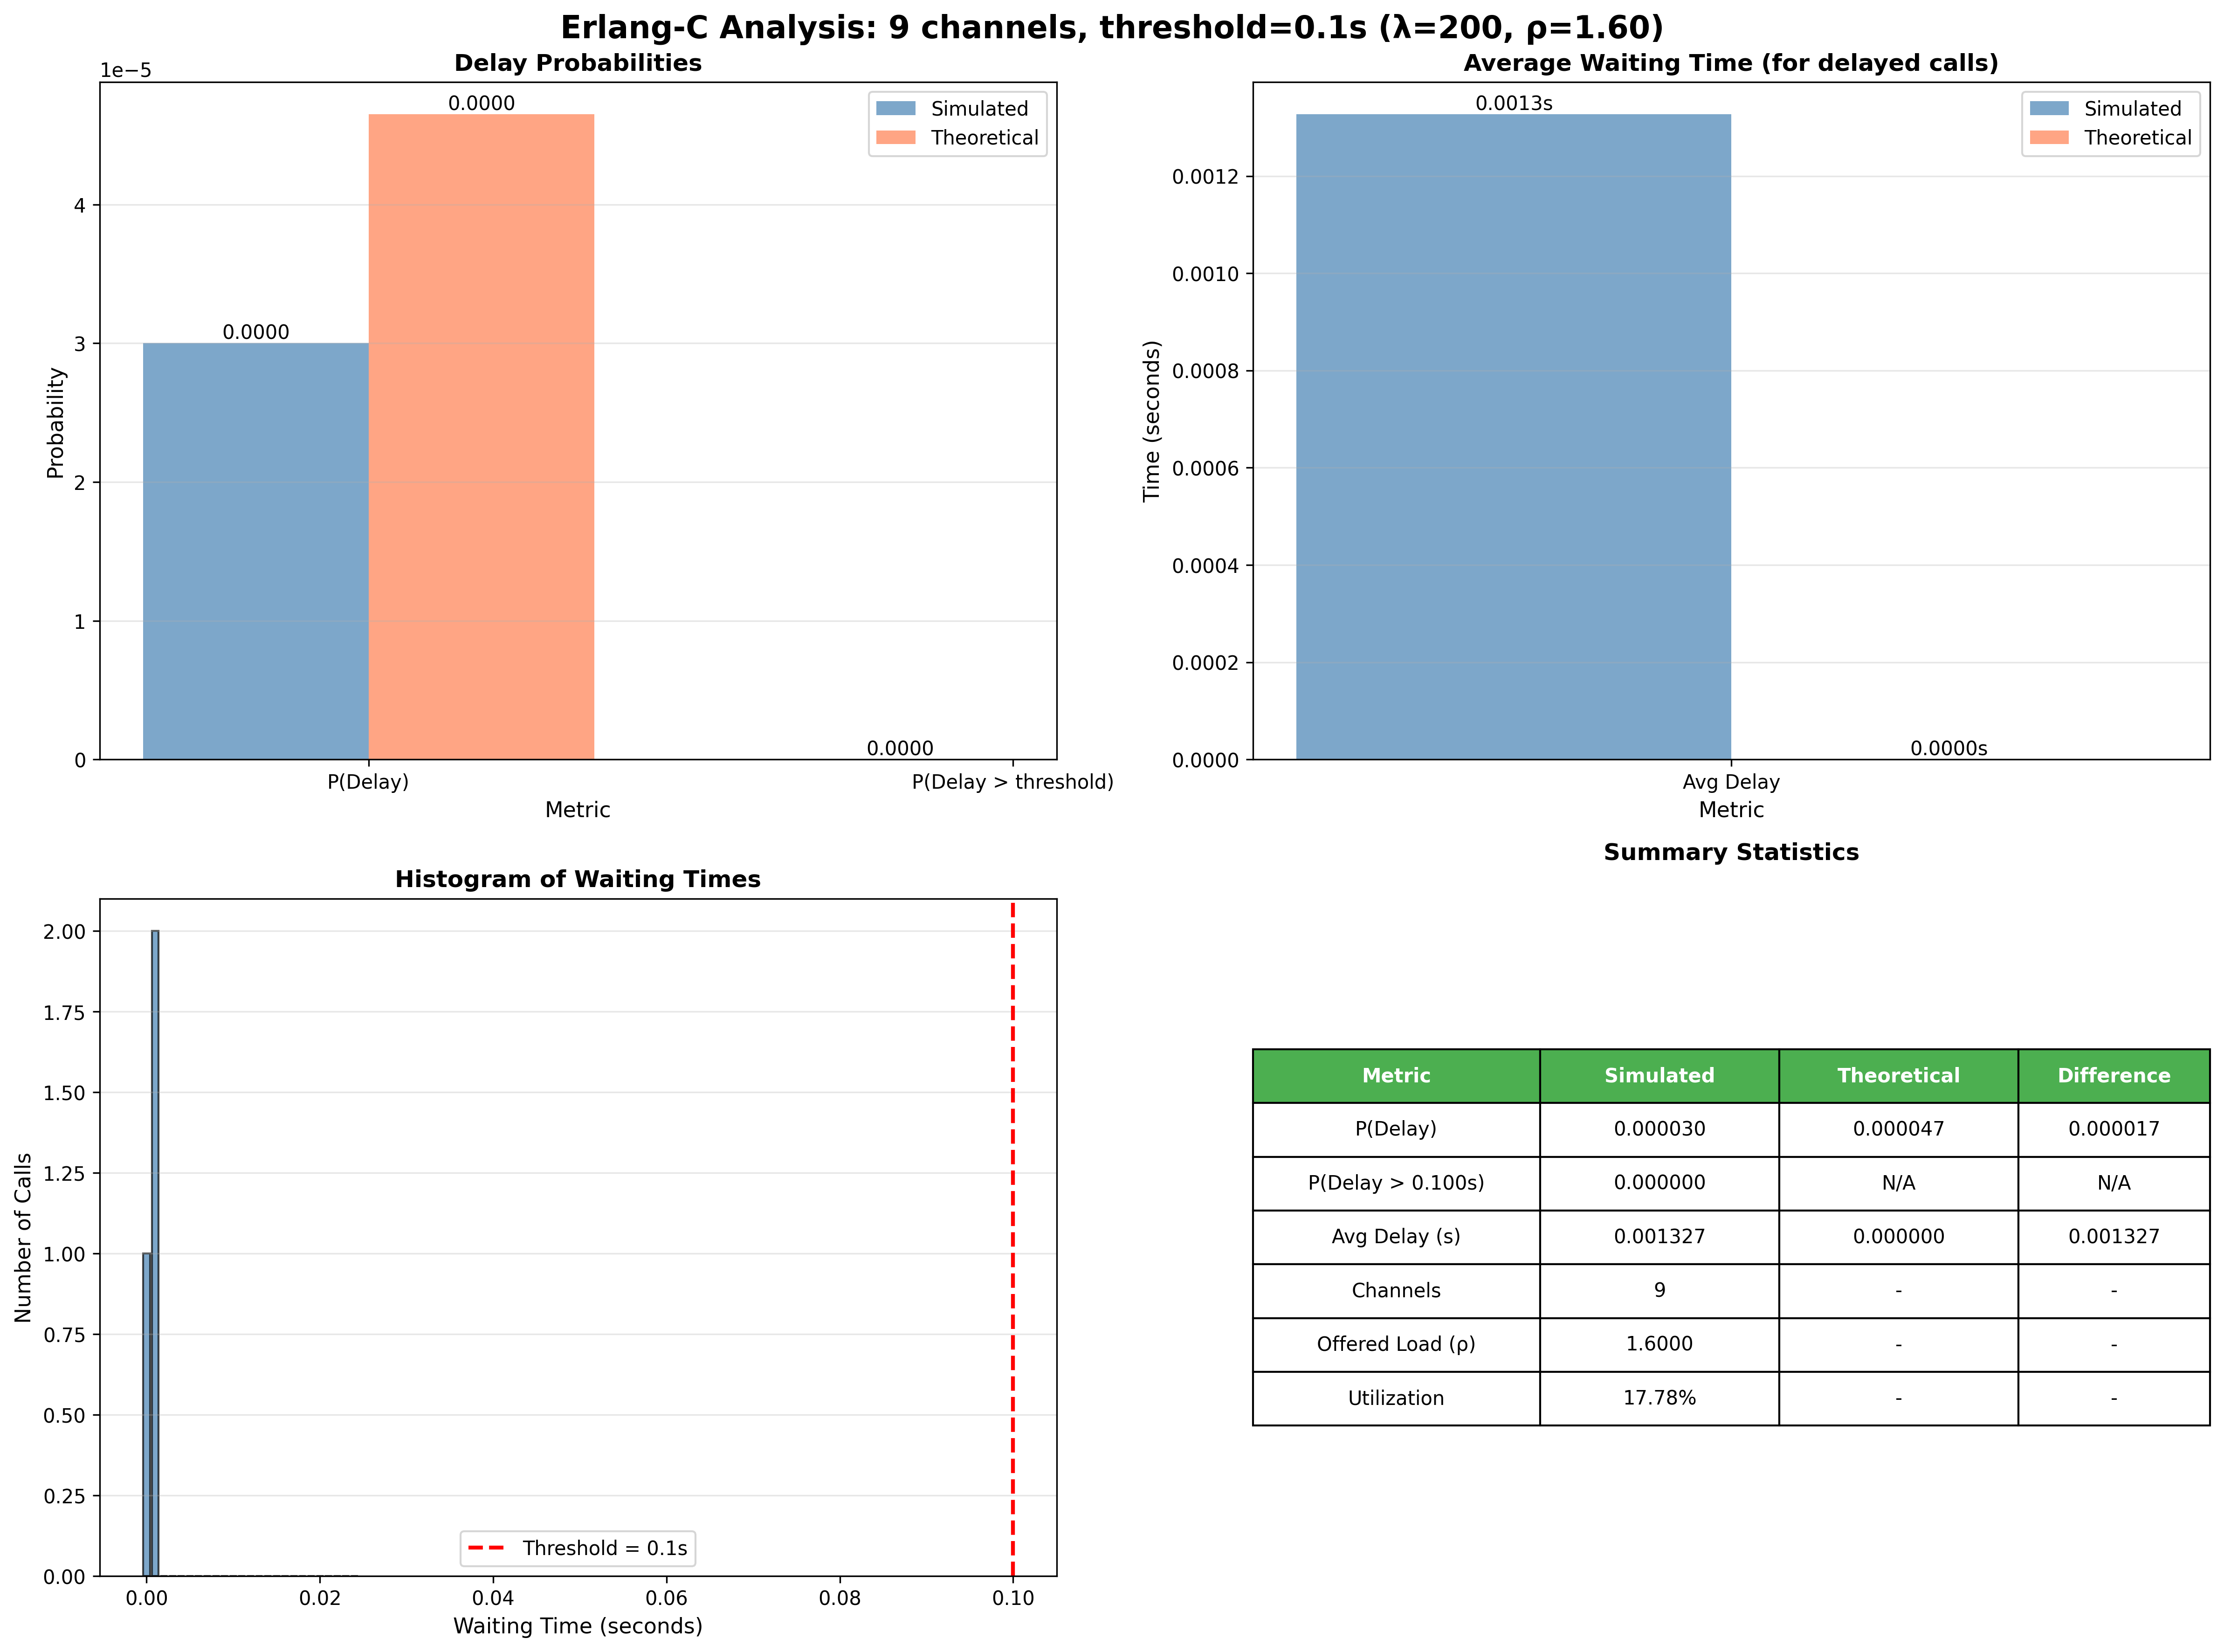 Erlang-C Analysis: 9 channels, threshold=0.1s (λ=200, ρ=1.60)
Delay Probabilities
1e−5
0.0000
0.0000
0.0000
Simulated
Theoretical
4
3
2
1
0
Probability
P(Delay)
P(Delay > threshold)
Metric
Average Waiting Time (for delayed calls)
0.0013s
0.0000s
Simulated
Theoretical
0.0012
0.0010
0.0008
0.0006
0.0004
0.0002
0.0000
Time (seconds)
Avg Delay
Metric
Histogram of Waiting Times
2.00
1.75
1.50
1.25
1.00
0.75
0.50
0.25
0.00
Number of Calls
Threshold = 0.1s
0.00 0.02 0.04 0.06 0.08 0.10
Waiting Time (seconds)
Summary Statistics
Metric Simulated Theoretical Difference
P(Delay) 0.000030 0.000047 0.000017
P(Delay > 0.100s) 0.000000 N/A N/A
Avg Delay (s) 0.001327 0.000000 0.001327
Channels 9 - -
Offered Load (ρ) 1.6000 - -
Utilization 17.78% - -